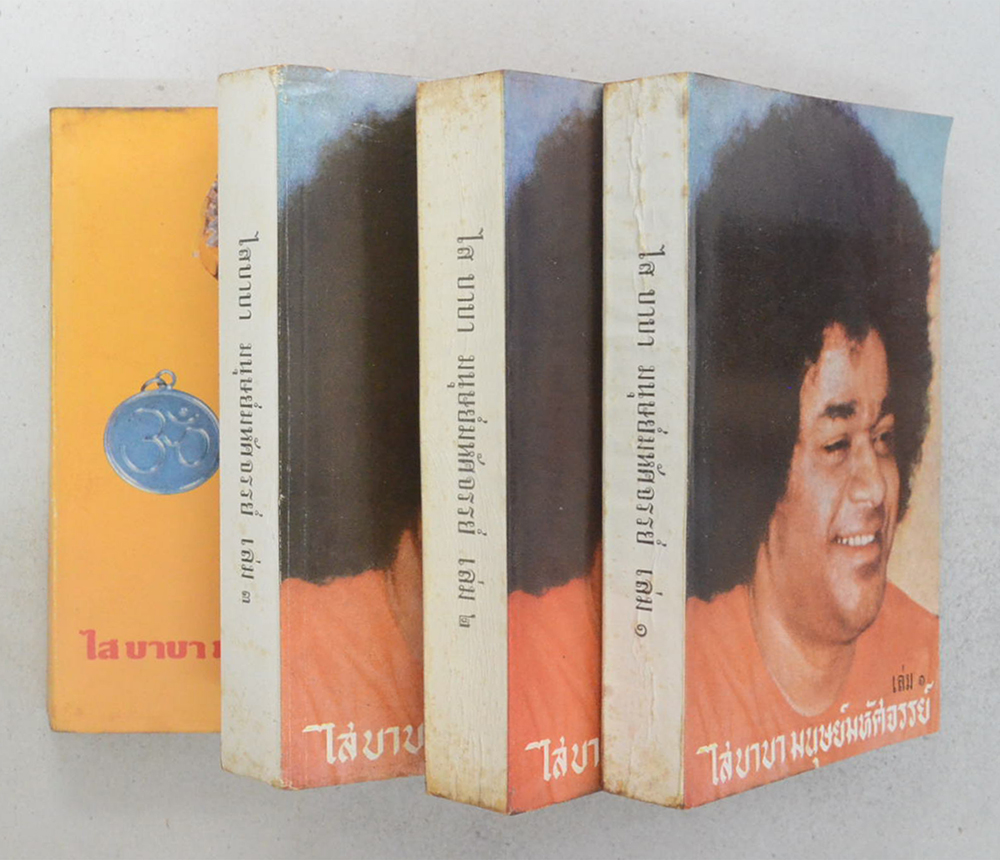 ไส บาบา ม
ไสบาบา มนุษย์มหัศจรรย์ เล่ม ๓
ไส บาบา มนุษย์มหัศจรรย์ เล่ม ๒
ไส บาบา มนุษย์มหัศจรรย์ เล่ม ๑
ไสบาบ
ไสบา
เล่ม ๑
ไสบาบา มนุษย์มหัศจรรย์